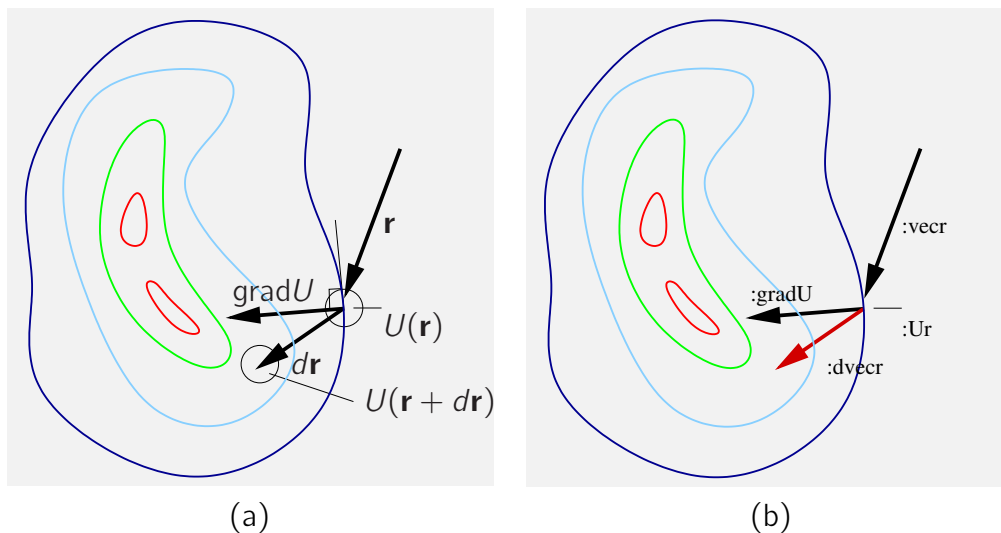 r
gradU
U(r)
dr
U(r + dr)
(a)
:vecr
:gradU
:Ur
:dvecr
(b)